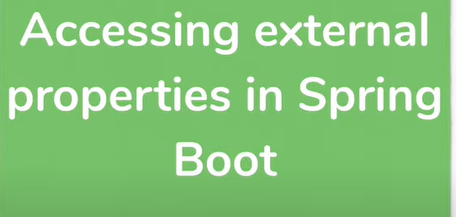 Accessing external
properties in Spring
Boot